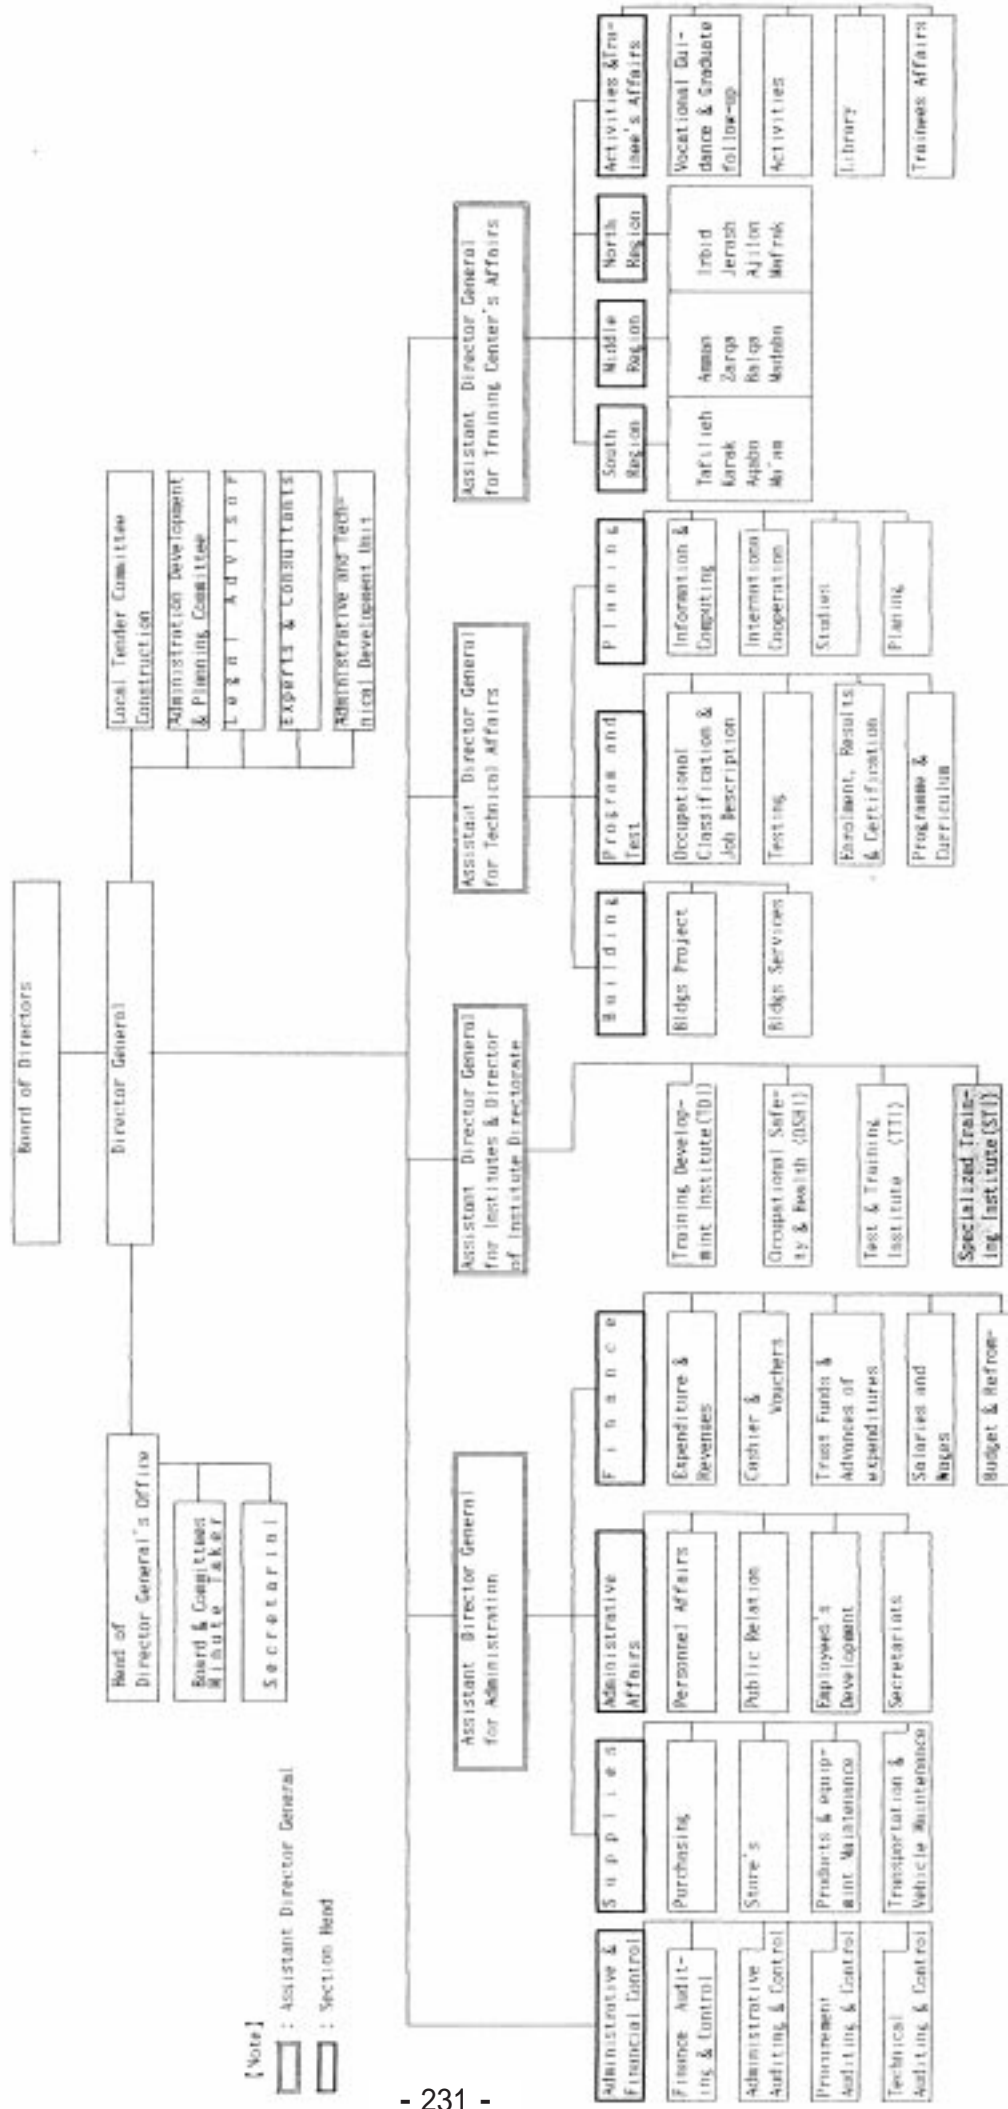 Board of Directors
Director General
Head of
Director General's Office
Board & Committees
Minute Taker
Secretarial
Local Tender Committee
Construction
Administration Development
& Planning Committee
Legal Advisor
Experts & Consultants
Administrative and Tech-
nical Development Unit
[Note]
: Assistant Director General
: Section Head
Assistant Director General
for Administration
Assistant Director General
for Institutes & Director
of Institute Directorate
Assistant Director General
for Technical Affairs
Assistant Director General
for Training Center's Affairs
Administrative &
Financial Control
Finance Audit-
ing & Control
Administrative
Auditing & Control
Procurement
Auditing & Control
Technical
Auditing & Control
Supplies
Purchasing
Store's
Products & equip-
mint Maintenance
Transportation &
Vehicle Maintenance
Administrative
Affairs
Personnel Affairs
Public Relation
Employees's
Development
Secretariats
Finance
Expenditure &
Revenses
Cashier &
Vouchers
Trust Funds &
Advances of
expenditures
Salaries and
Wages
Budget & Refrom-
Training Develop-
mint Institute(TDI)
Occupational Safe-
ty & Health (OSHI)
Test & Training
Institute (TTI)
Specialized Train-
ing Institute(STI)
Building
Bldgs Project
Bldgs Services
Program and
Test
Occupational
Classification &
Job Description
Testing
Enrolment, Results
& Certification
Programme &
Curriculum
Planning
Information &
Computing
International
Cooperation
Studies
Planing
South
Region
Tafilieh
Karak
Aqaba
Ma'an
Middle
Region
Amman
Zarqa
Balqa
Madaba
North
Region
Irbid
Jerash
Ajilon
Mafrak
Activities &Tra-
inee's Affairs
Vocational Gui-
dance & Graduate
follow-up
Activities
Library
Trainees Affairs
- 231 -